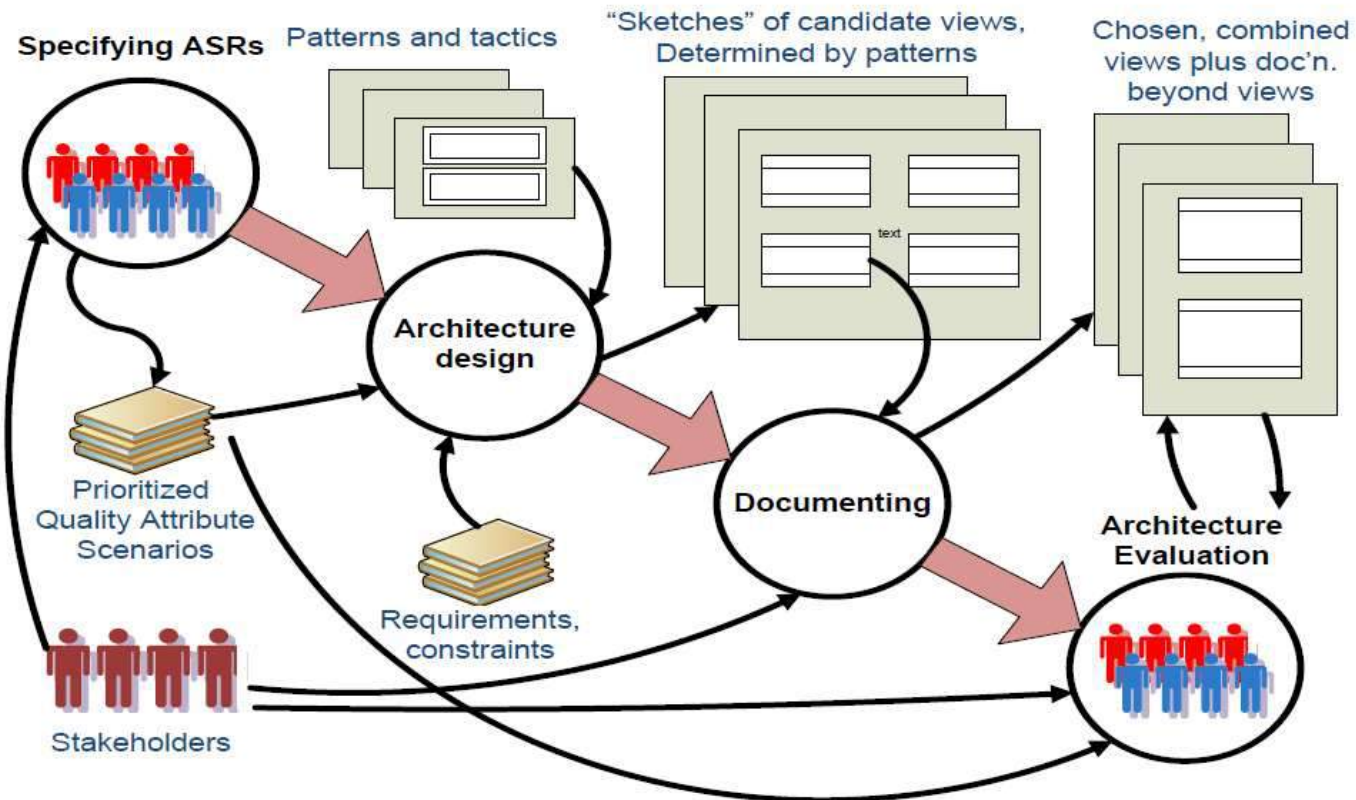 Specifying ASRs
Patterns and tactics
“Sketches” of candidate views,
Determined by patterns
Chosen, combined
views plus doc'n.
beyond views
text
Architecture
design
Prioritized
Quality Attribute
Scenarios
Documenting
Architecture
Evaluation
Requirements,
constraints
Stakeholders